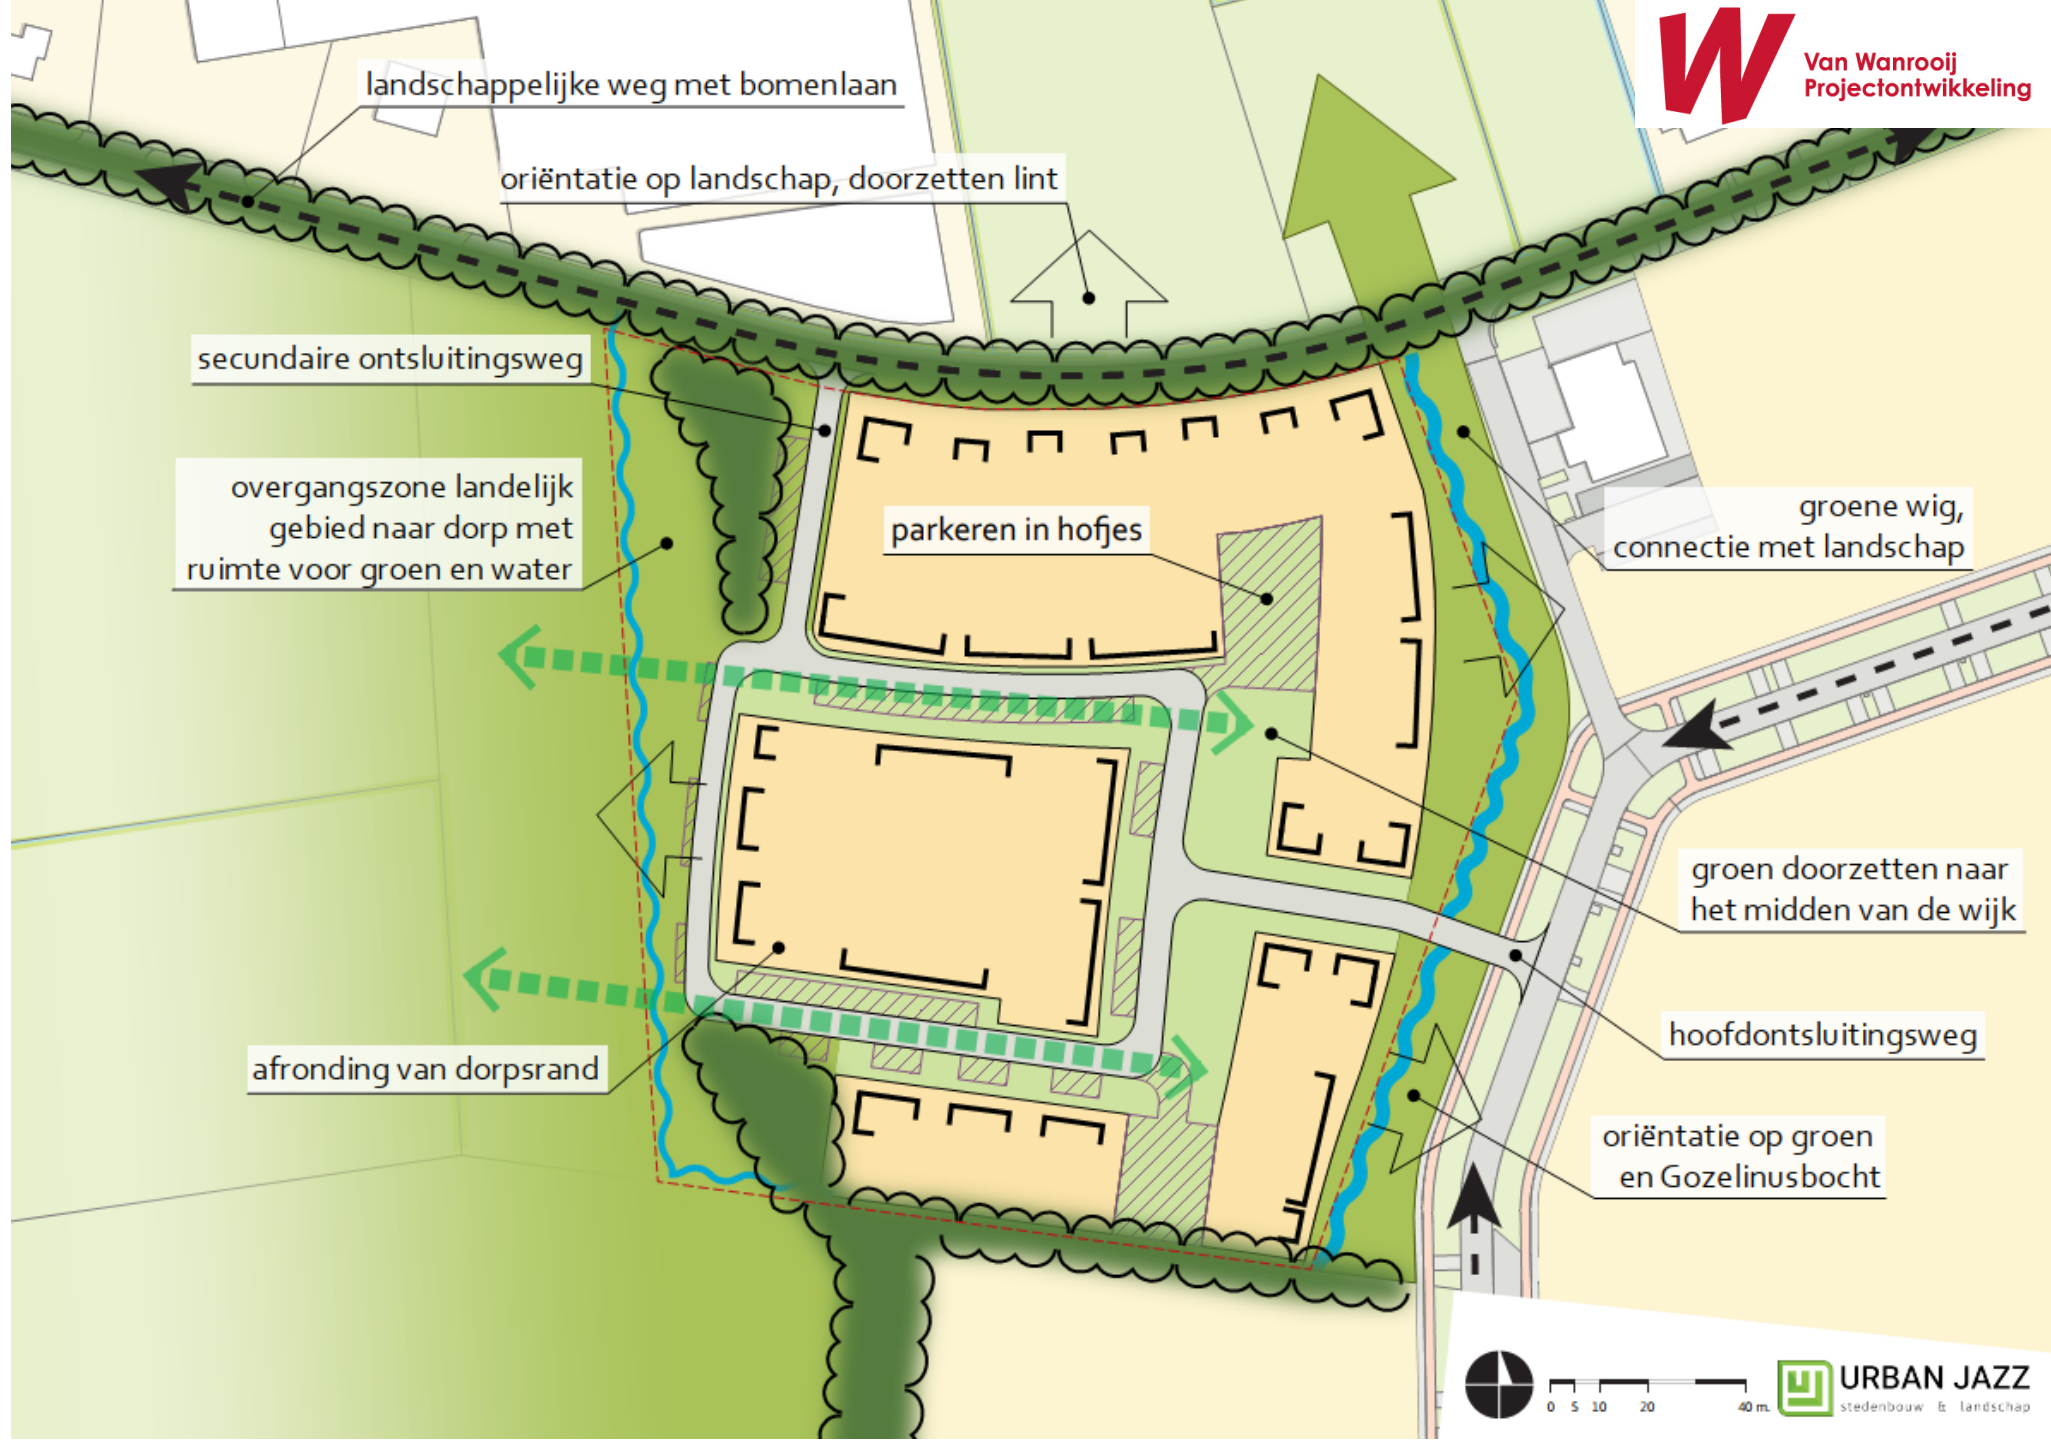 Van Wanrooij
Projectontwikkeling
landschappelijke weg met bomenlaan
oriëntatie op landschap, doorzetten lint
secundaire ontsluitingsweg
overgangszone landelijk
gebied naar dorp met
ruimte voor groen en water
parkeren in hofjes
groene wig,
connectie met landschap
groen doorzetten naar
het midden van de wijk
hoofdontsluitingsweg
afronding van dorpsrand
oriëntatie op groen
en Gozelinusbocht
0 5 10 20 40 m.
URBAN JAZZ
stedenbouw & landschap